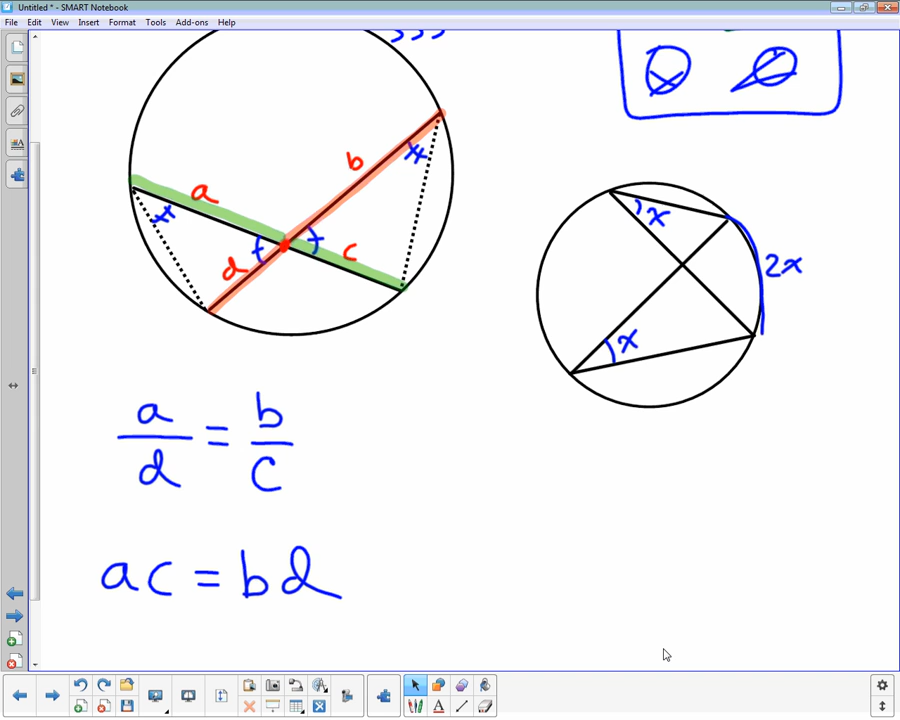 Untitled * - SMART Notebook
File Edit View Insert Format Tools Add-ons Help
b
a
c
d
x
2x
x
a/d = b/c
ac = bd